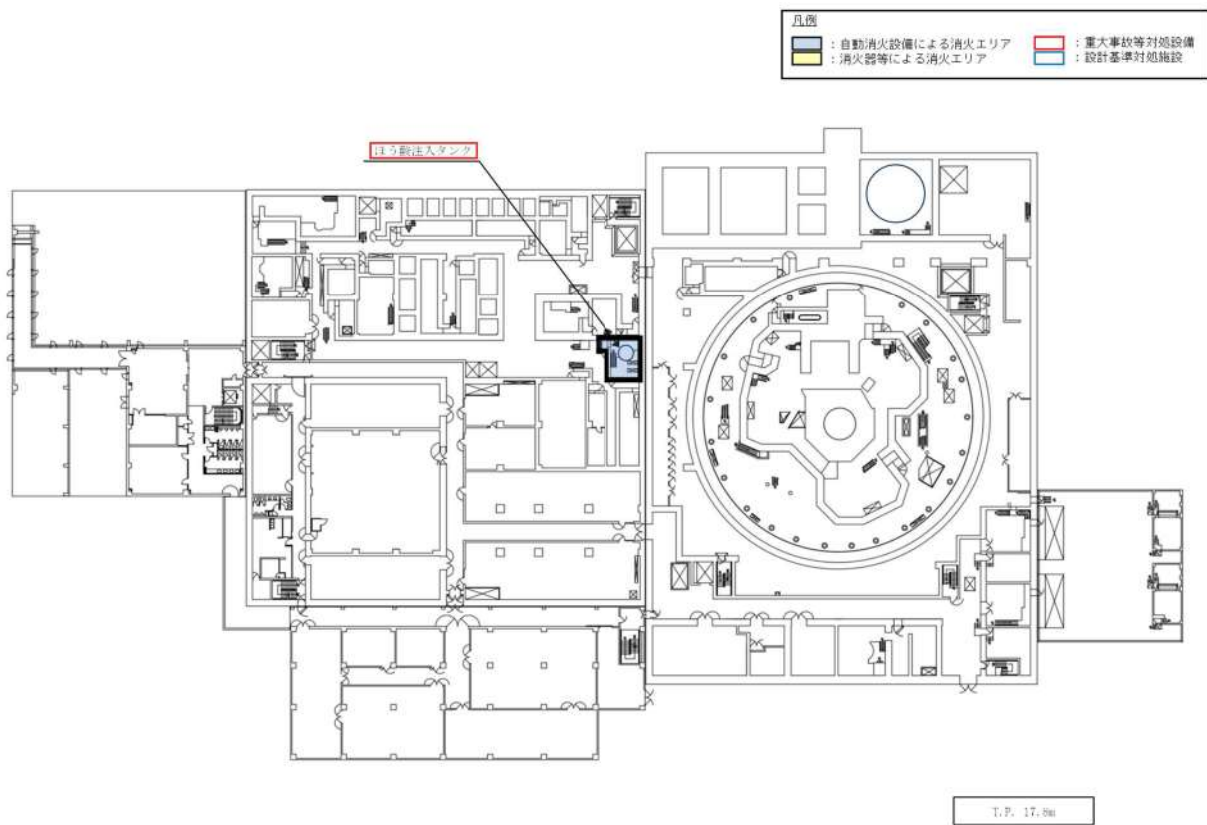 凡例
：自動消火設備による消火エリア
：重大事故等対処設備
：消火器等による消火エリア
：設計基準対処施設
ほう酸注入タンク
T.P. 17.8m